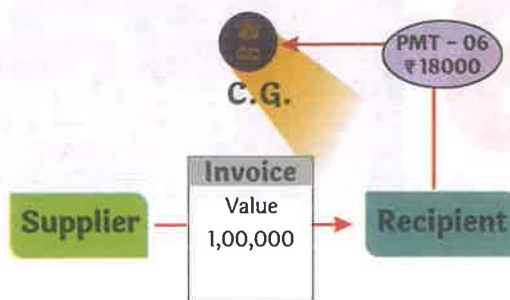 PMT - 06
₹ 18000
C.G.
Invoice
Value
1,00,000
Supplier
Recipient